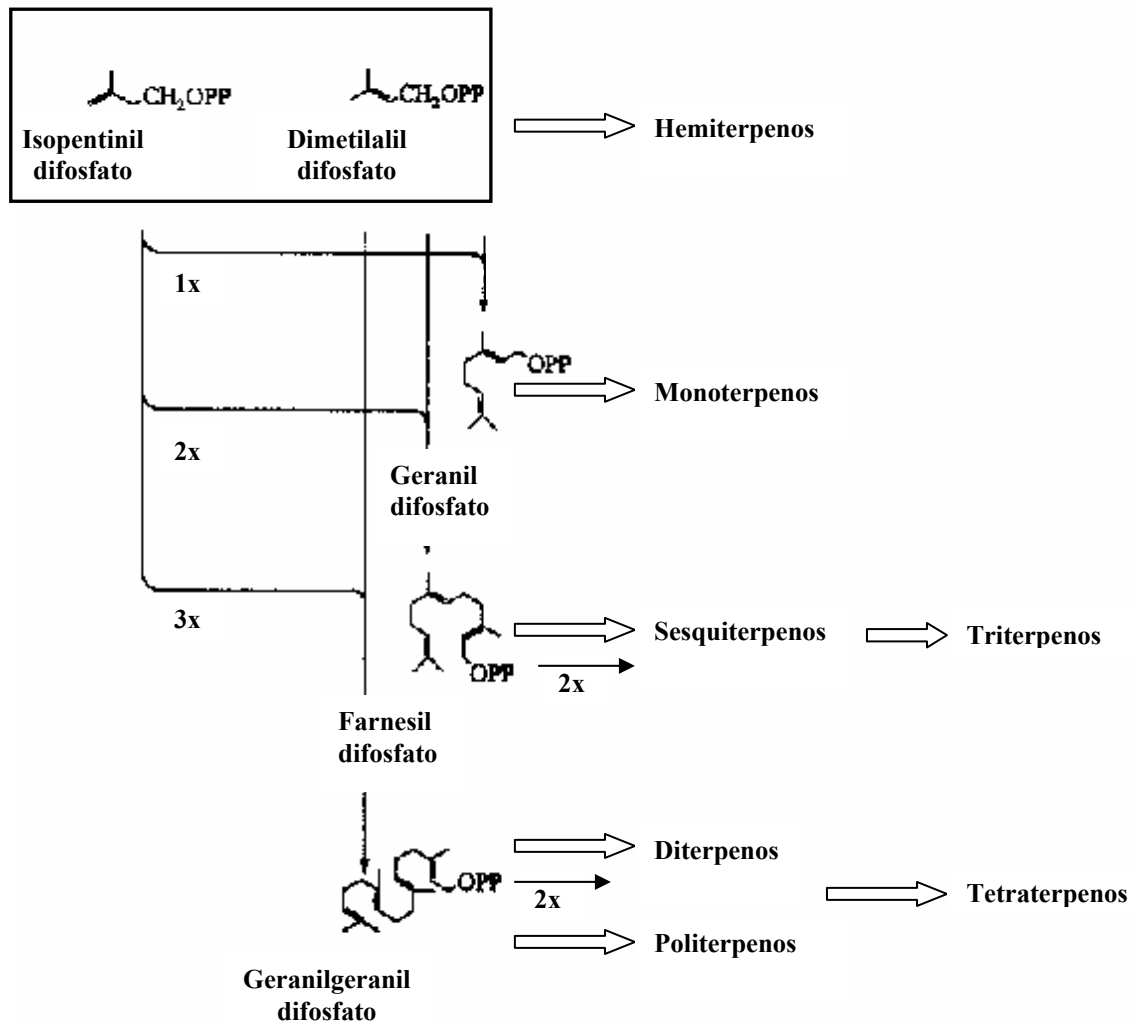 CH2OPP
CH2OPP
Isopentinil
difosfato
Dimetilalil
difosfato
Hemiterpenos
1x
OPP
Monoterpenos
2x
Geranil
difosfato
3x
Sesquiterpenos
Triterpenos
OPP
2x
Farnesil
difosfato
Diterpenos
OPP
2x
Tetraterpenos
Politerpenos
Geranilgeranil
difosfato